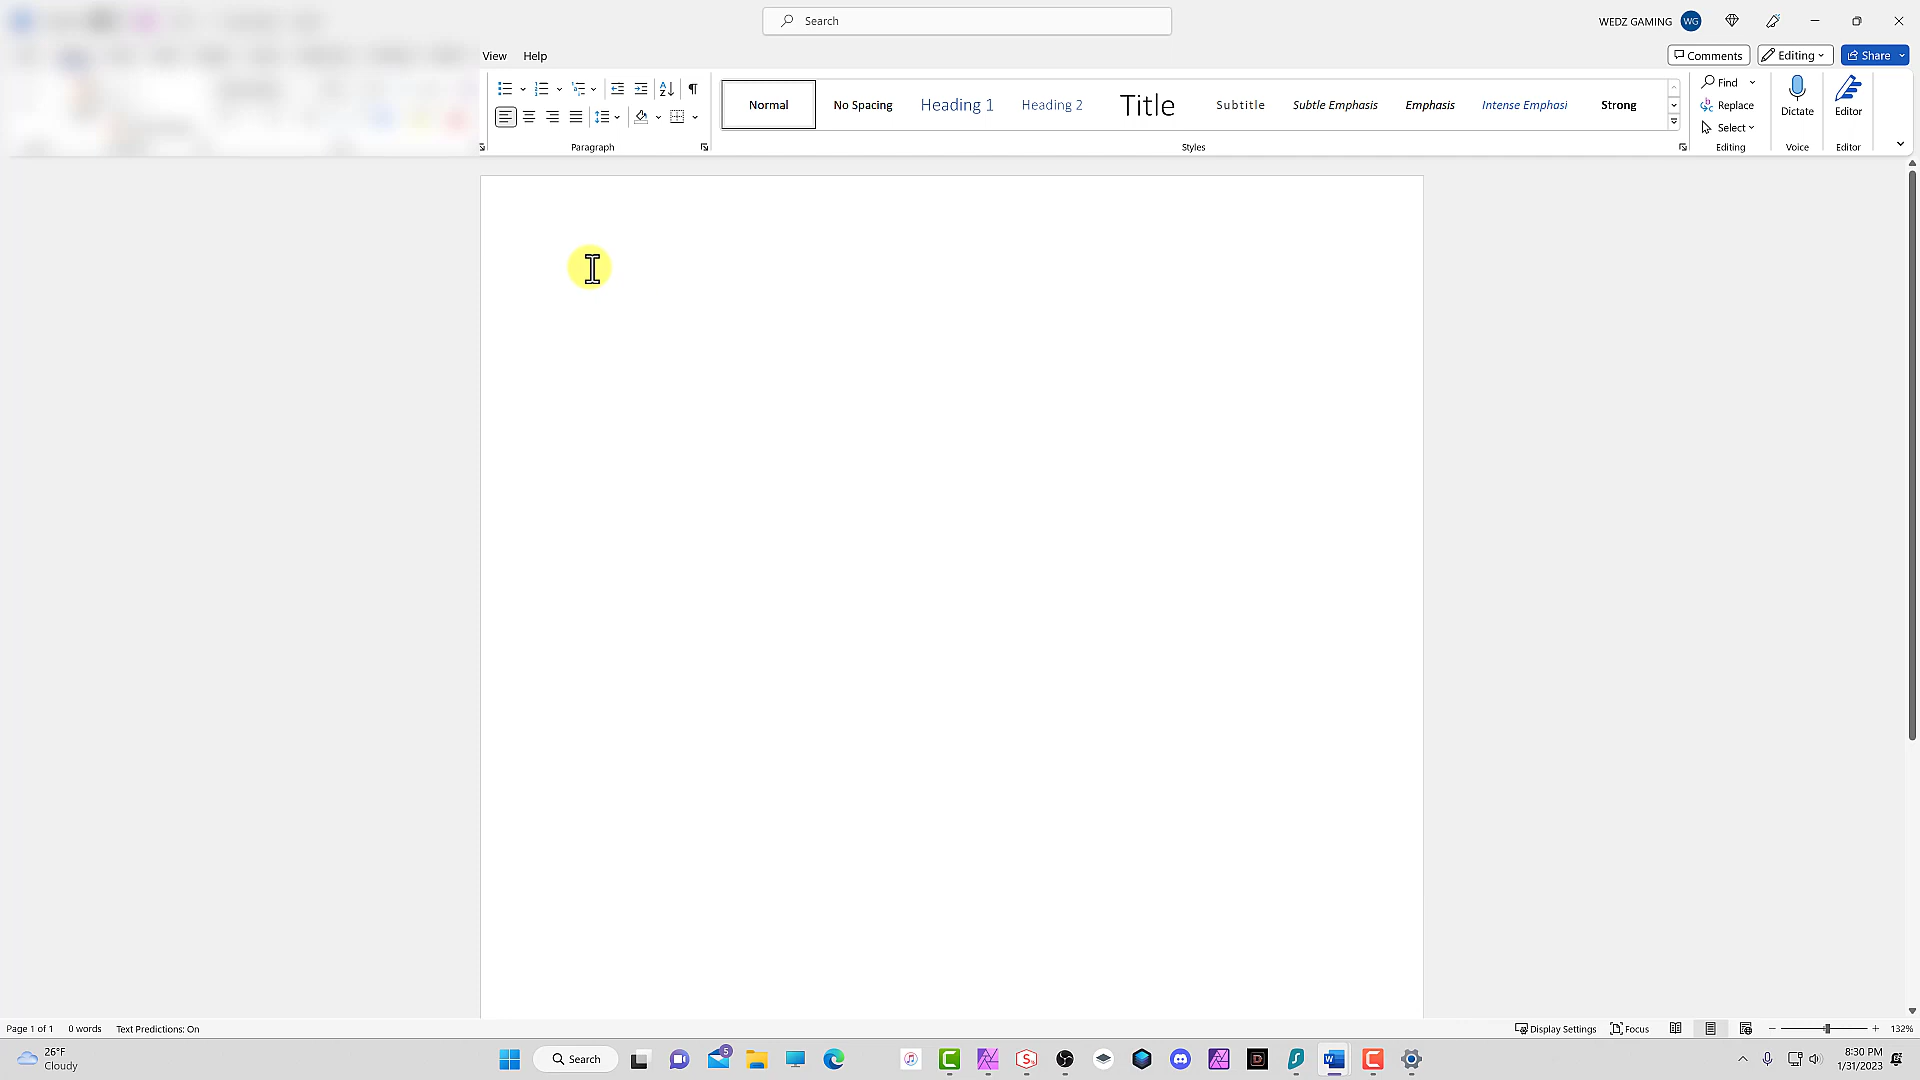 Search
WEDZ GAMING WG
View Help
Comments Editing Share
Normal No Spacing Heading 1 Heading 2 Title Subtitle Subtle Emphasis Emphasis Intense Emphasi Strong
Find
Replace
Select
Dictate
Editor
Paragraph Styles Editing Voice Editor
Page 1 of 1 0 words Text Predictions: On
Display Settings Focus 132%
26°F
Cloudy
Search
5
8:30 PM
1/31/2023